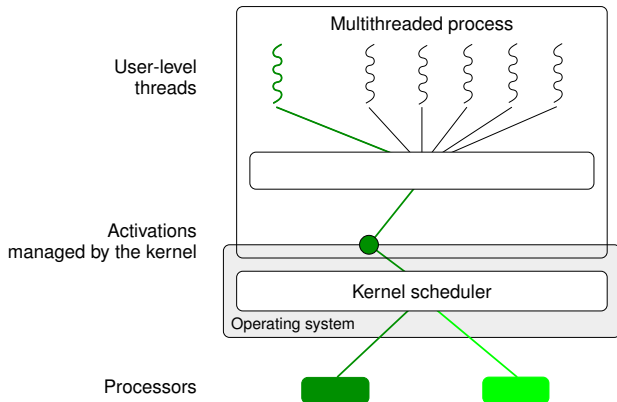 Multithreaded process
User-level
threads
Activations
managed by the kernel
Kernel scheduler
Operating system
Processors